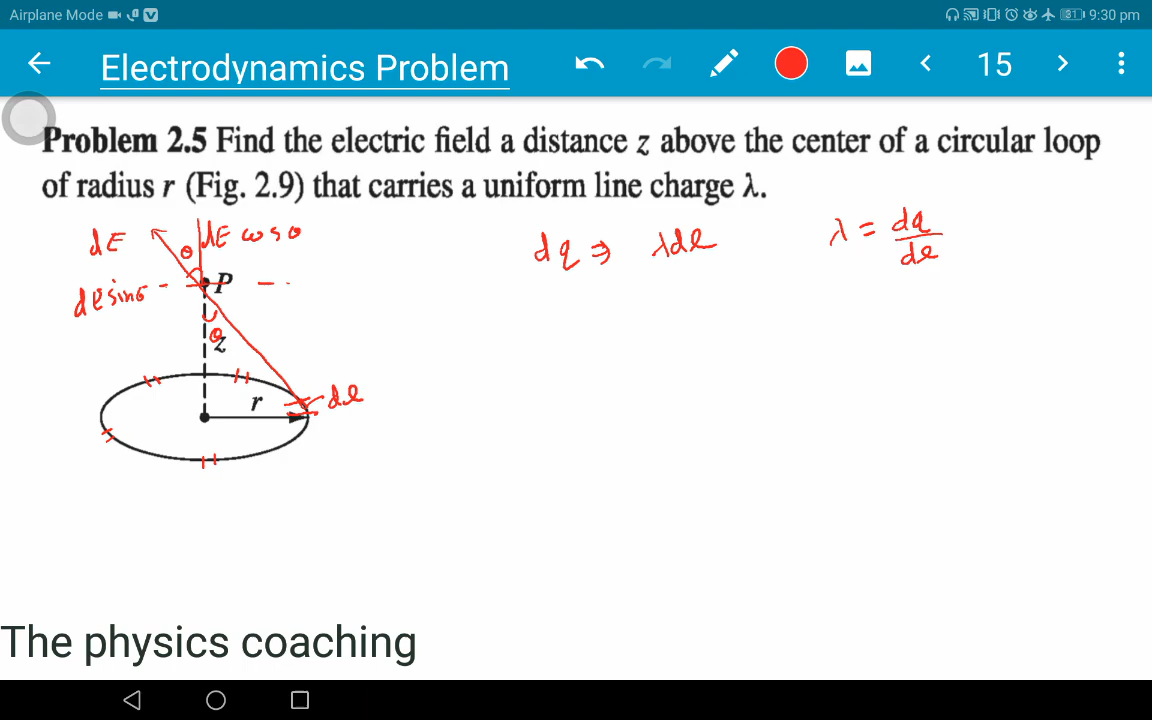 Airplane Mode 31 9:30 pm
Electrodynamics Problem 15
Problem 2.5 Find the electric field a distance z above the center of a circular loop
of radius r (Fig. 2.9) that carries a uniform line charge λ.
dE θ dE cos θ
dq ⇒ λdl
λ = dq/dl
dE sinθ P
θ
z
r dl
The physics coaching